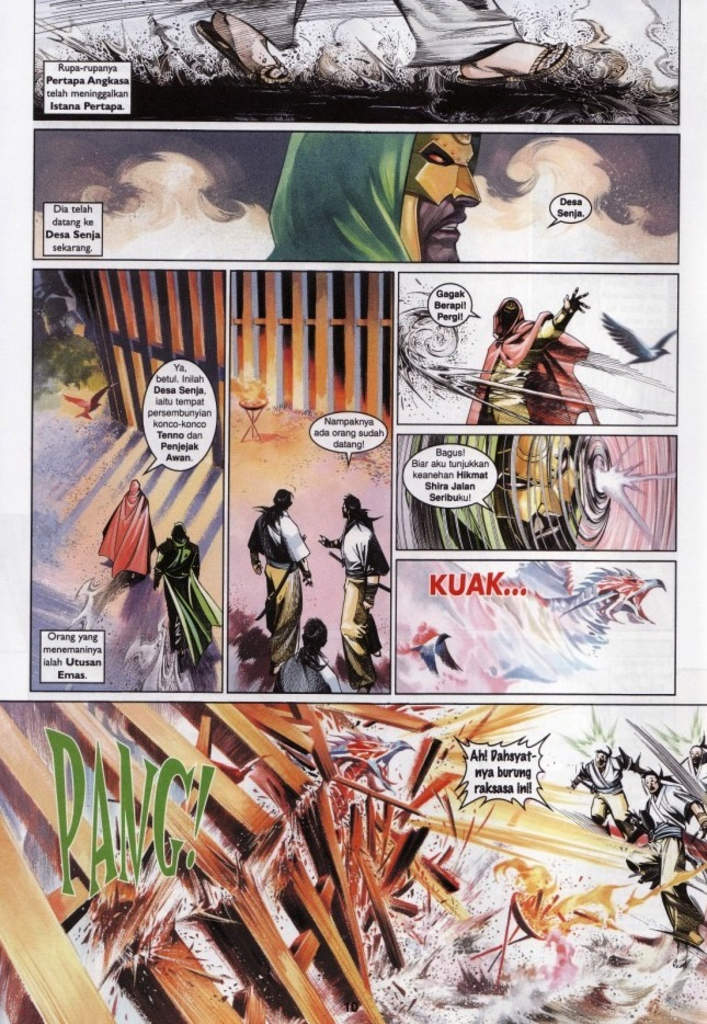 Rupa-rupanya
Pertapa Angkasa
telah meninggalkan
Istana Pertapa.
Dia telah
datang ke
Desa Senja
sekarang.
Desa
Senja.
Ya,
betul. Inilah
Desa Senja,
iaitu tempat
persembunyian
konco-konco
Tenno dan
Penjejak
Awan.
Orang yang
menemaninya
ialah Utusan
Emas.
Nampaknya
ada orang sudah
datang!
Gagak
Berapi!
Pergi!
Bagus!
Biar aku tunjukkan
keanehan Hikmat
Shira Jalan
Seribuku!
KUAK...
PANG!
Ah! Dahsyat-
nya burung
raksasa ini!
10